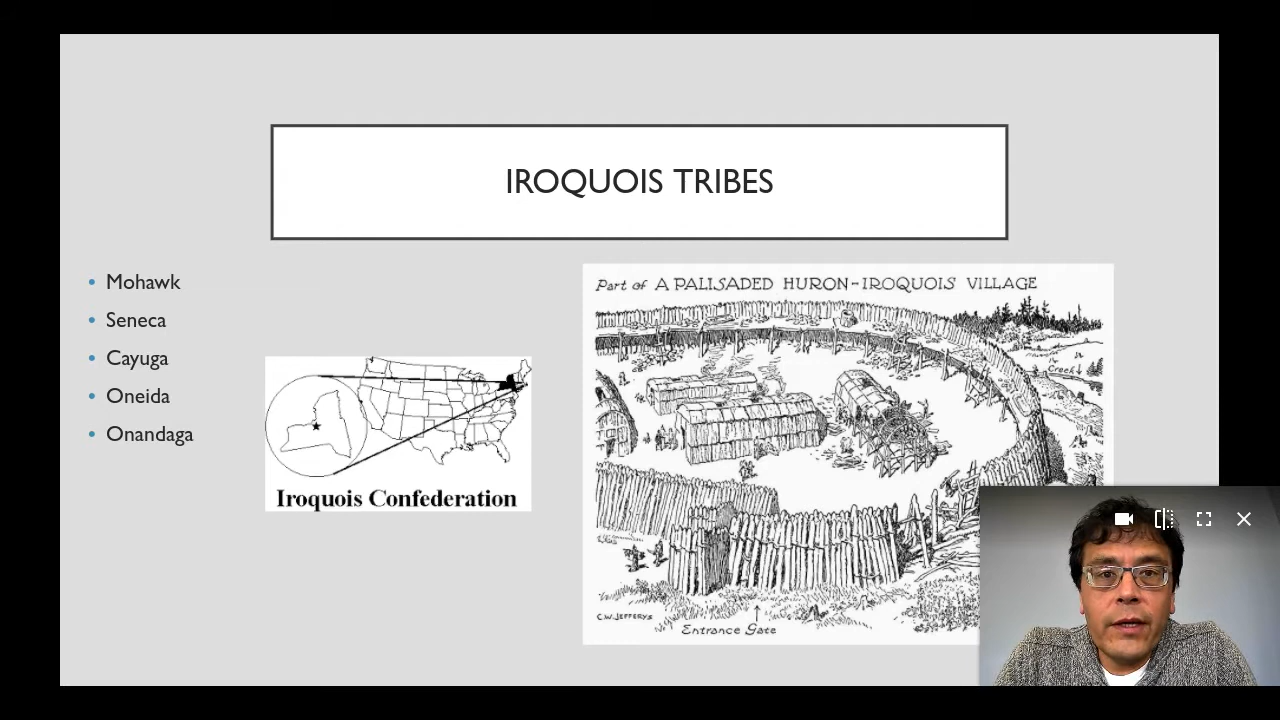 IROQUOIS TRIBES
Mohawk
Seneca
Cayuga
Oneida
Onandaga
Iroquois Confederation
Part of A PALISADED HURON-IROQUOIS VILLAGE
Creek
C.W. JEFFERYS
Entrance Gate